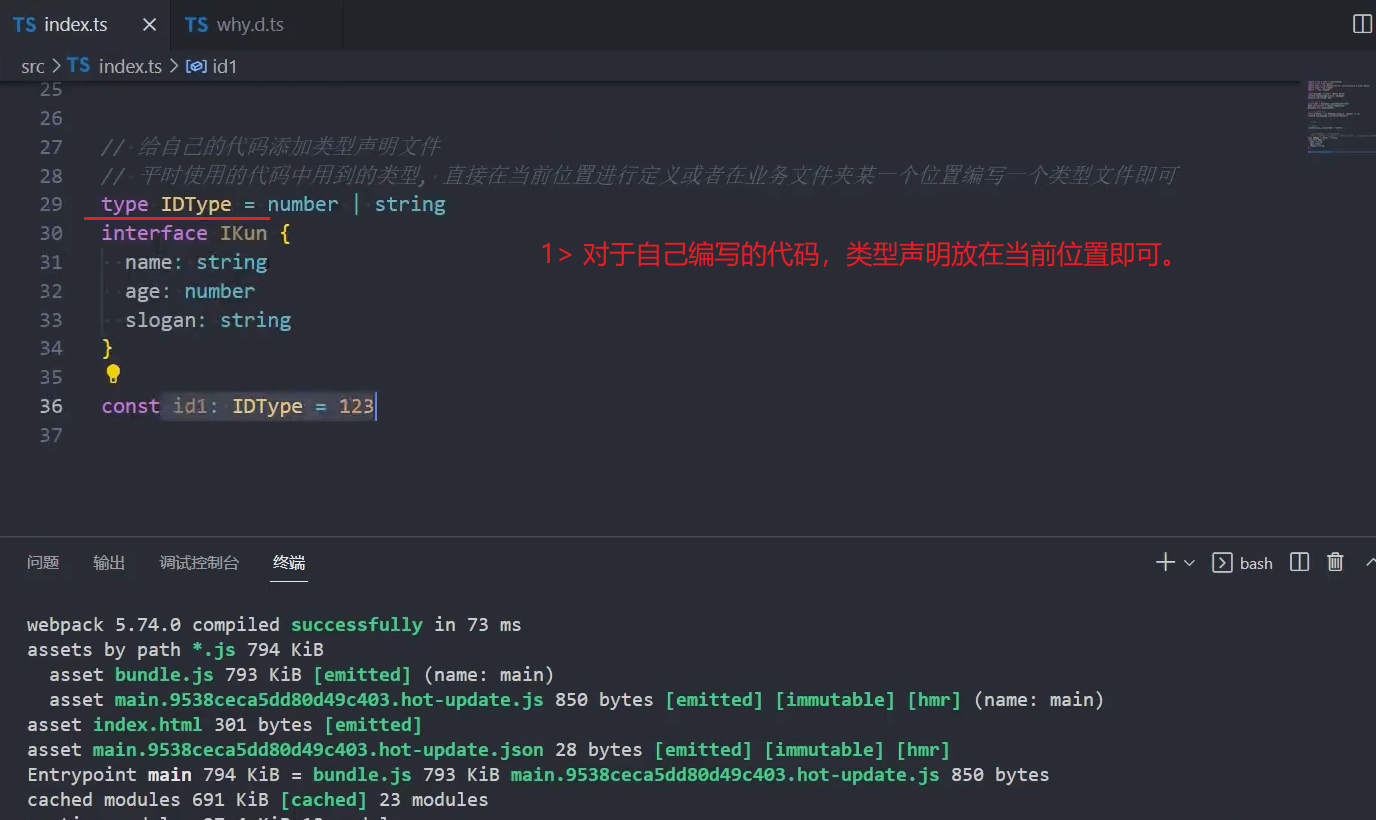 TS index.ts × TS why.d.ts
src > TS index.ts > id1
25
26
27 // 给自己的代码添加类型声明文件
28 // 平时使用的代码中用到的类型, 直接在当前位置进行定义或者在业务文件夹某一个位置编写一个类型文件即可
29 type IDType = number | string
30 interface IKun {
1> 对于自己编写的代码，类型声明放在当前位置即可。
31 name: string
32 age: number
33 slogan: string
34 }
35
36 const id1: IDType = 123
37
问题 输出 调试控制台 终端 bash
webpack 5.74.0 compiled successfully in 73 ms
assets by path *.js 794 KiB
asset bundle.js 793 KiB [emitted] (name: main)
asset main.9538ceca5dd80d49c403.hot-update.js 850 bytes [emitted] [immutable] [hmr] (name: main)
asset index.html 301 bytes [emitted]
asset main.9538ceca5dd80d49c403.hot-update.json 28 bytes [emitted] [immutable] [hmr]
Entrypoint main 794 KiB = bundle.js 793 KiB main.9538ceca5dd80d49c403.hot-update.js 850 bytes
cached modules 691 KiB [cached] 23 modules